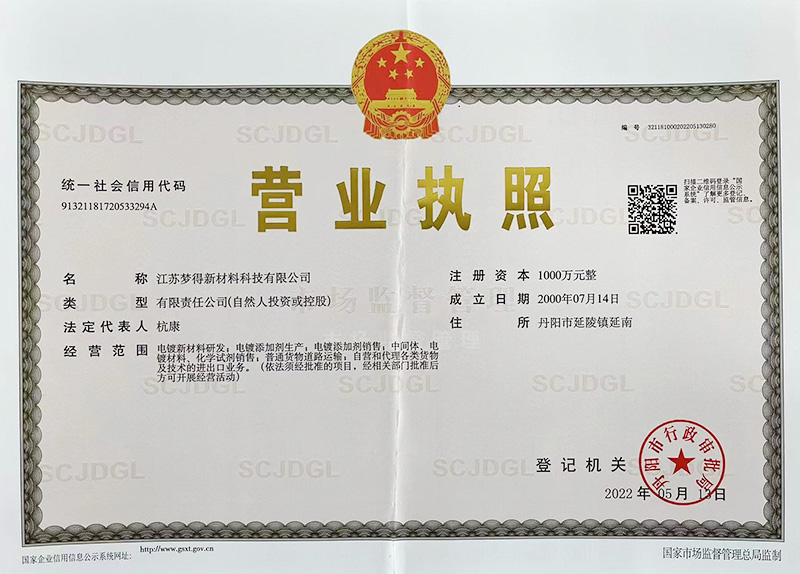 编 号 321181000202205130280
统一社会信用代码
91321181720533294A
营业执照
扫描二维码登录"国
家企业信用信息公示
系统"了解更多登记、
备案、许可、监管信息。
名 称 江苏梦得新材料科技有限公司
类 型 有限责任公司(自然人投资或控股)
法定代表人 杭康
经营范围 电镀新材料研发;电镀添加剂生产;电镀添加剂销售;中间体、电
镀材料、化学试剂销售;普通货物道路运输;自营和代理各类货物
及技术的进出口业务。(依法须经批准的项目,经相关部门批准后
方可开展经营活动)
注册资本 1000万元整
成立日期 2000年07月14日
住 所 丹阳市延陵镇延南
登记机关
丹阳市行政审批局
2022 年 05 月 13 日
国家企业信用信息公示系统网址: http://www.gsxt.gov.cn
国家市场监督管理总局监制
SCJDGL
市场监督管理